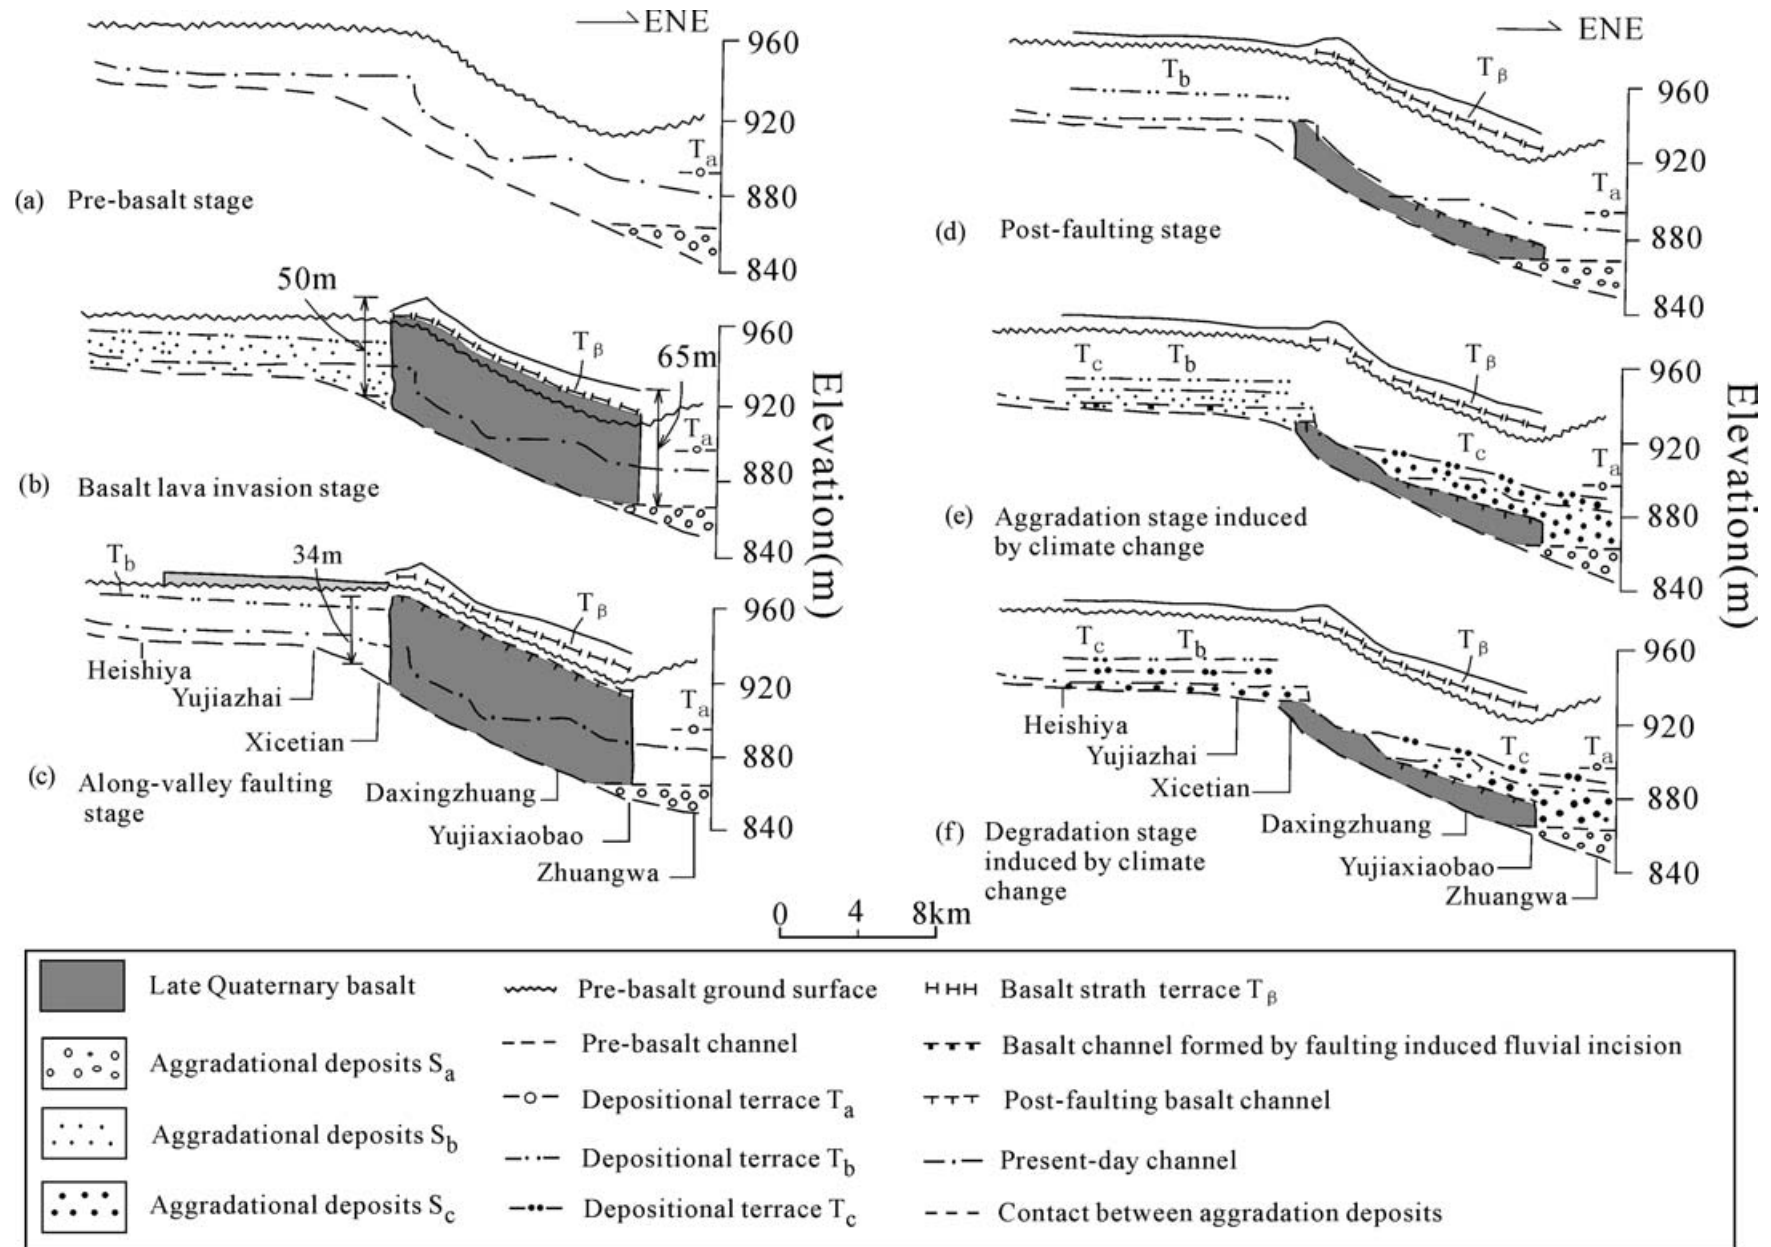 ENE
960
920
Ta
880
840
(a) Pre-basalt stage
50m
960
Tβ
65m
920
Ta
880
840
(b) Basalt lava invasion stage
Tb
34m
960
Tβ
920
Ta
880
840
Heishiya
Yujiazhai
Xicetian
Daxingzhuang
Yujiaxiaobao
Zhuangwa
(c) Along-valley faulting
stage
Elevation(m)
ENE
Tb
Tβ
960
920
Ta
880
840
(d) Post-faulting stage
Tc
Tb
Tβ
960
Tc
920
Ta
880
840
(e) Aggradation stage induced
by climate change
Tc
Tb
Tβ
960
920
Tc
Ta
880
840
Heishiya
Yujiazhai
Xicetian
Daxingzhuang
Yujiaxiaobao
Zhuangwa
(f) Degradation stage
induced by climate
change
Elevation(m)
0 4 8km
Late Quaternary basalt
Aggradational deposits Sa
Aggradational deposits Sb
Aggradational deposits Sc
Pre-basalt ground surface
Pre-basalt channel
Depositional terrace Ta
Depositional terrace Tb
Depositional terrace Tc
Basalt strath terrace Tβ
Basalt channel formed by faulting induced fluvial incision
Post-faulting basalt channel
Present-day channel
Contact between aggradation deposits